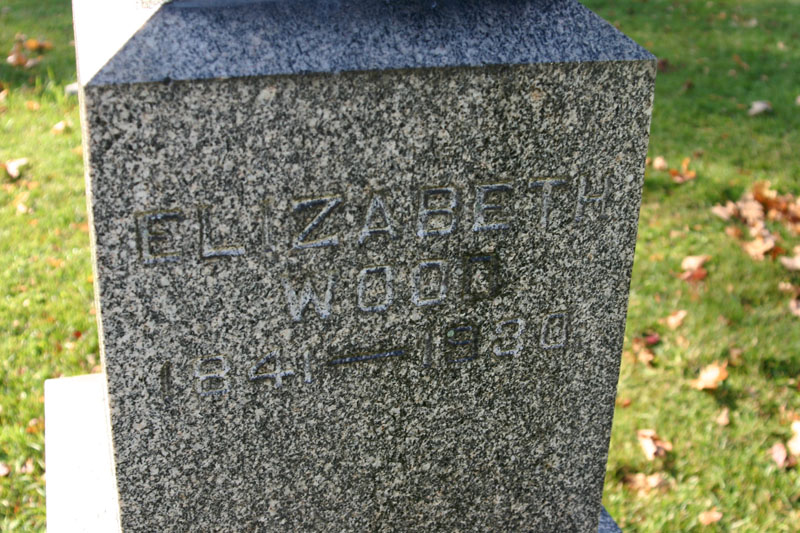 ELIZABETH
WOOD
1841 — 1930.